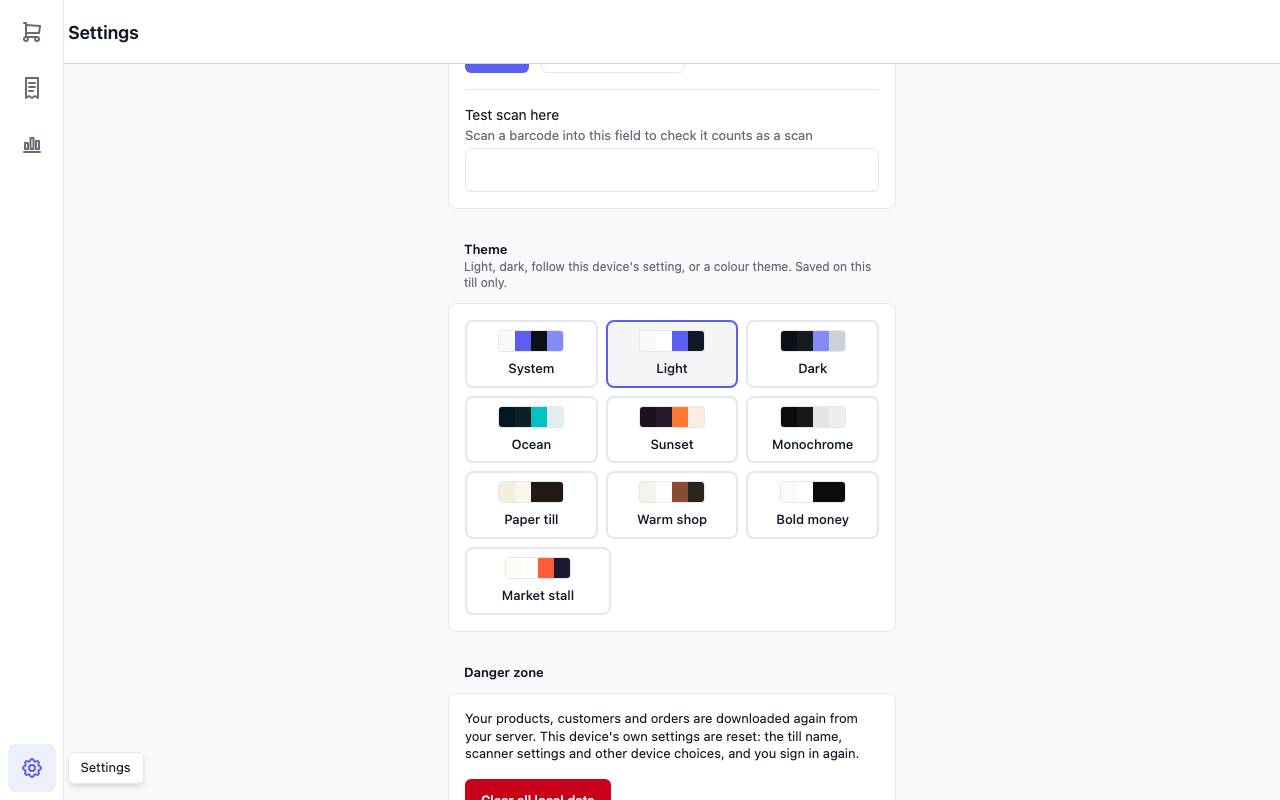 Settings
Test scan here
Scan a barcode into this field to check it counts as a scan
Theme
Light, dark, follow this device's setting, or a colour theme. Saved on this
till only.
System
Light
Dark
Ocean
Sunset
Monochrome
Paper till
Warm shop
Bold money
Market stall
Danger zone
Your products, customers and orders are downloaded again from
your server. This device's own settings are reset: the till name,
scanner settings and other device choices, and you sign in again.
Settings
Clear all local data